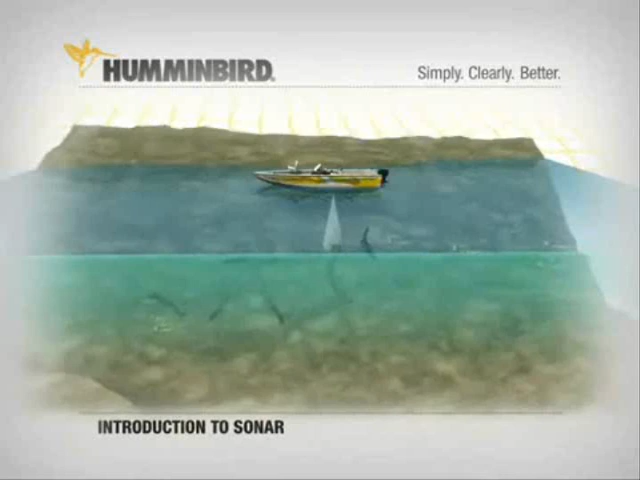 HUMMINBIRD®
Simply. Clearly. Better.
INTRODUCTION TO SONAR